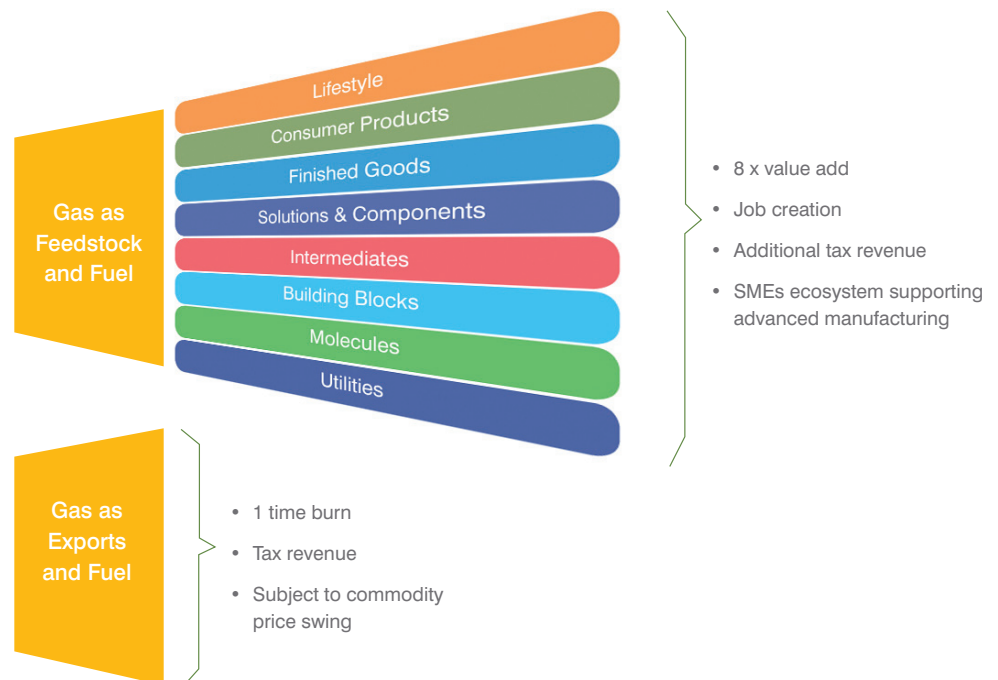 Gas as
Feedstock
and Fuel
Lifestyle
Consumer Products
Finished Goods
Solutions & Components
Intermediates
Building Blocks
Molecules
Utilities
• 8 x value add
• Job creation
• Additional tax revenue
• SMEs ecosystem supporting
advanced manufacturing
Gas as
Exports
and Fuel
• 1 time burn
• Tax revenue
• Subject to commodity
price swing